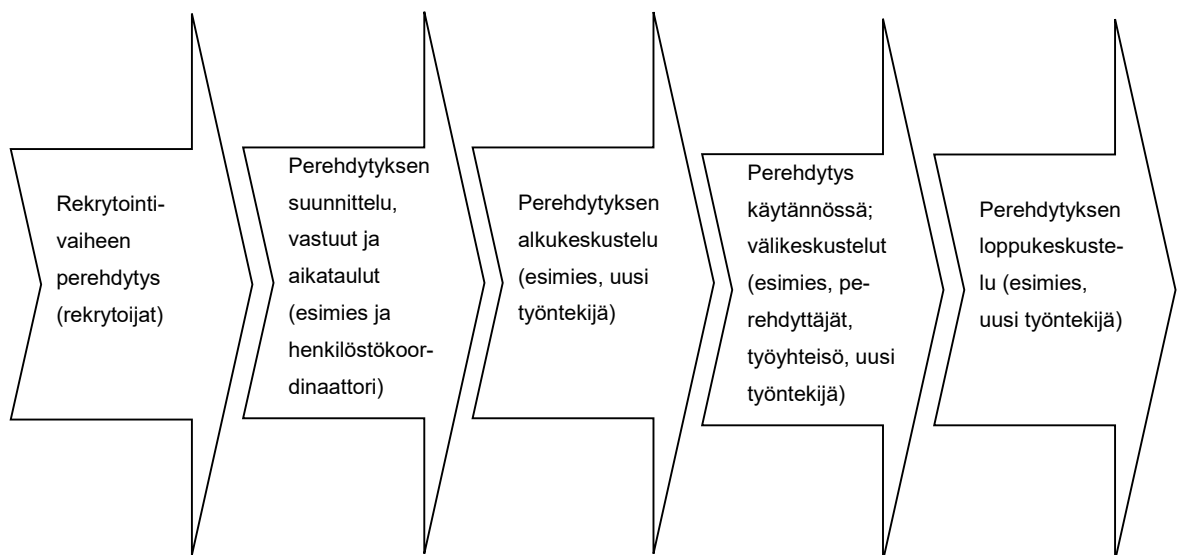 Rekrytointi-
vaiheen
perehdytys
(rekrytoijat)
Perehdytyksen
suunnittelu,
vastuut ja
aikataulut
(esimies ja
henkilöstökoor-
dinaattori)
Perehdytyksen
alkukeskustelu
(esimies, uusi
työntekijä)
Perehdytys
käytännössä;
välikeskustelut
(esimies, pe-
rehdyttäjät,
työyhteisö, uusi
työntekijä)
Perehdytyksen
loppukeskuste-
lu (esimies,
uusi työntekijä)